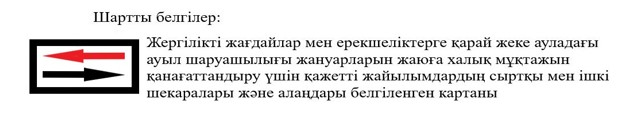 Шартты белгілер:
Жергілікті жағдайлар мен ерекшеліктерге қарай жеке ауладағы
ауыл шаруашылығы жануарларын жаюға халық мұқтажын
қанағаттандыру үшін қажетті жайылымдардың сыртқы мен ішкі
шекаралары және алаңдары белгіленген картаны